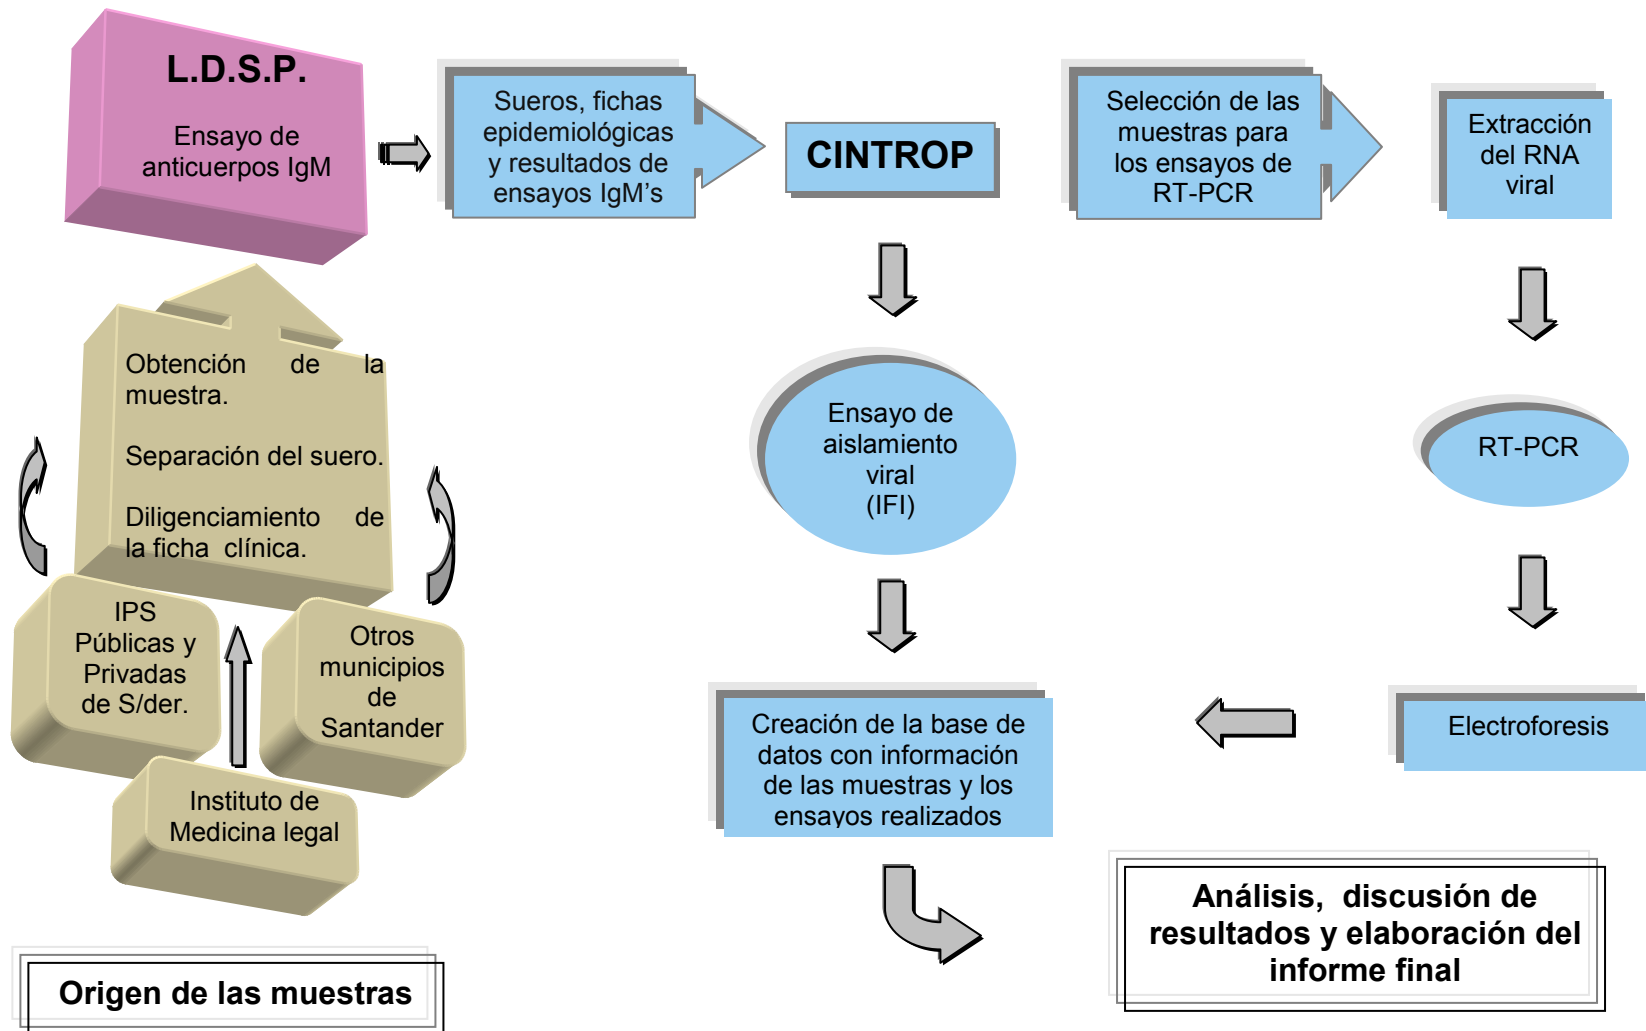 L.D.S.P.
Ensayo de
anticuerpos IgM
Sueros, fichas
epidemiológicas
y resultados de
ensayos IgM’s
CINTROP
Selección de las
muestras para
los ensayos de
RT-PCR
Extracción
del RNA
viral
Obtención de la
muestra.
Separación del suero.
Diligenciamiento de
la ficha clínica.
Ensayo de
aislamiento
viral
(IFI)
RT-PCR
IPS
Públicas y
Privadas
de S/der.
Otros
municipios
de
Santander
Instituto de
Medicina legal
Creación de la base de
datos con información
de las muestras y los
ensayos realizados
Electroforesis
Análisis, discusión de
resultados y elaboración del
informe final
Origen de las muestras